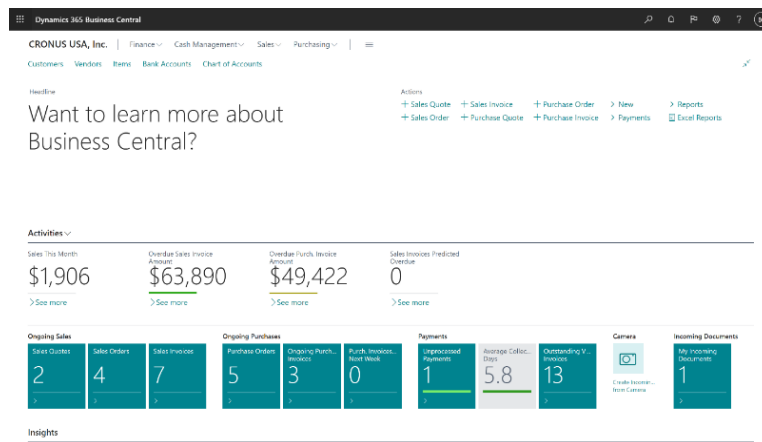 Dynamics 365 Business Central
?
CRONUS USA, Inc. Finance Cash Management Sales Purchasing
Customers Vendors Items Bank Accounts Chart of Accounts
Headline
Want to learn more about
Business Central?
Actions
+ Sales Quote + Sales Invoice + Purchase Order > New > Reports
+ Sales Order + Purchase Quote + Purchase Invoice > Payments Excel Reports
Activities
Sales This Month
$1,906
> See more
Overdue Sales Invoice
Amount
$63,890
> See more
Overdue Purch. Invoice
Amount
$49,422
> See more
Sales Invoices Predicted
Overdue
0
> See more
Ongoing Sales
Sales Quotes
2
>
Sales Orders
4
>
Sales Invoices
7
>
Ongoing Purchases
Purchase Orders
5
>
Ongoing Purch...
Invoices
3
>
Purch. Invoices...
Next Week
0
>
Payments
Unprocessed
Payments
1
>
Average Collec...
Days
5.8
Outstanding V...
Invoices
13
>
Camera
Create Incomin...
from Camera
Incoming Documents
My Incoming
Documents
1
>
Insights